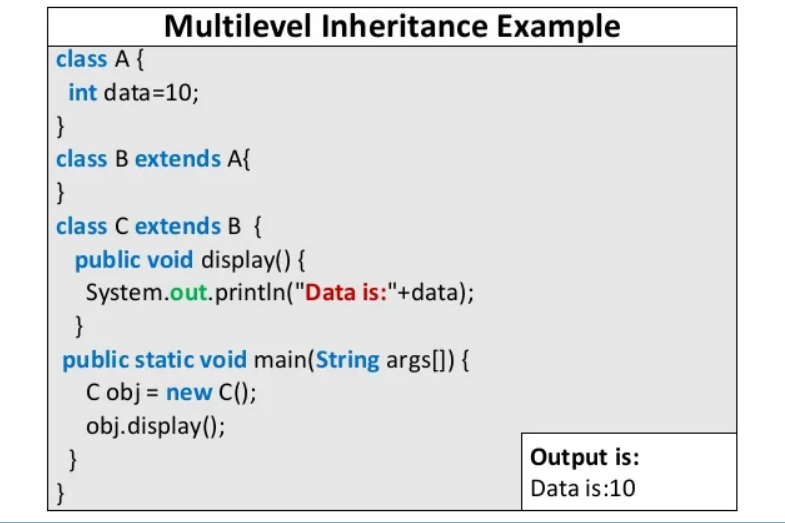 Multilevel Inheritance Example
class A {
int data=10;
}
class B extends A{
}
class C extends B {
public void display() {
System.out.println("Data is:"+data);
}
public static void main(String args[]) {
C obj = new C();
obj.display();
}
}
Output is:
Data is:10